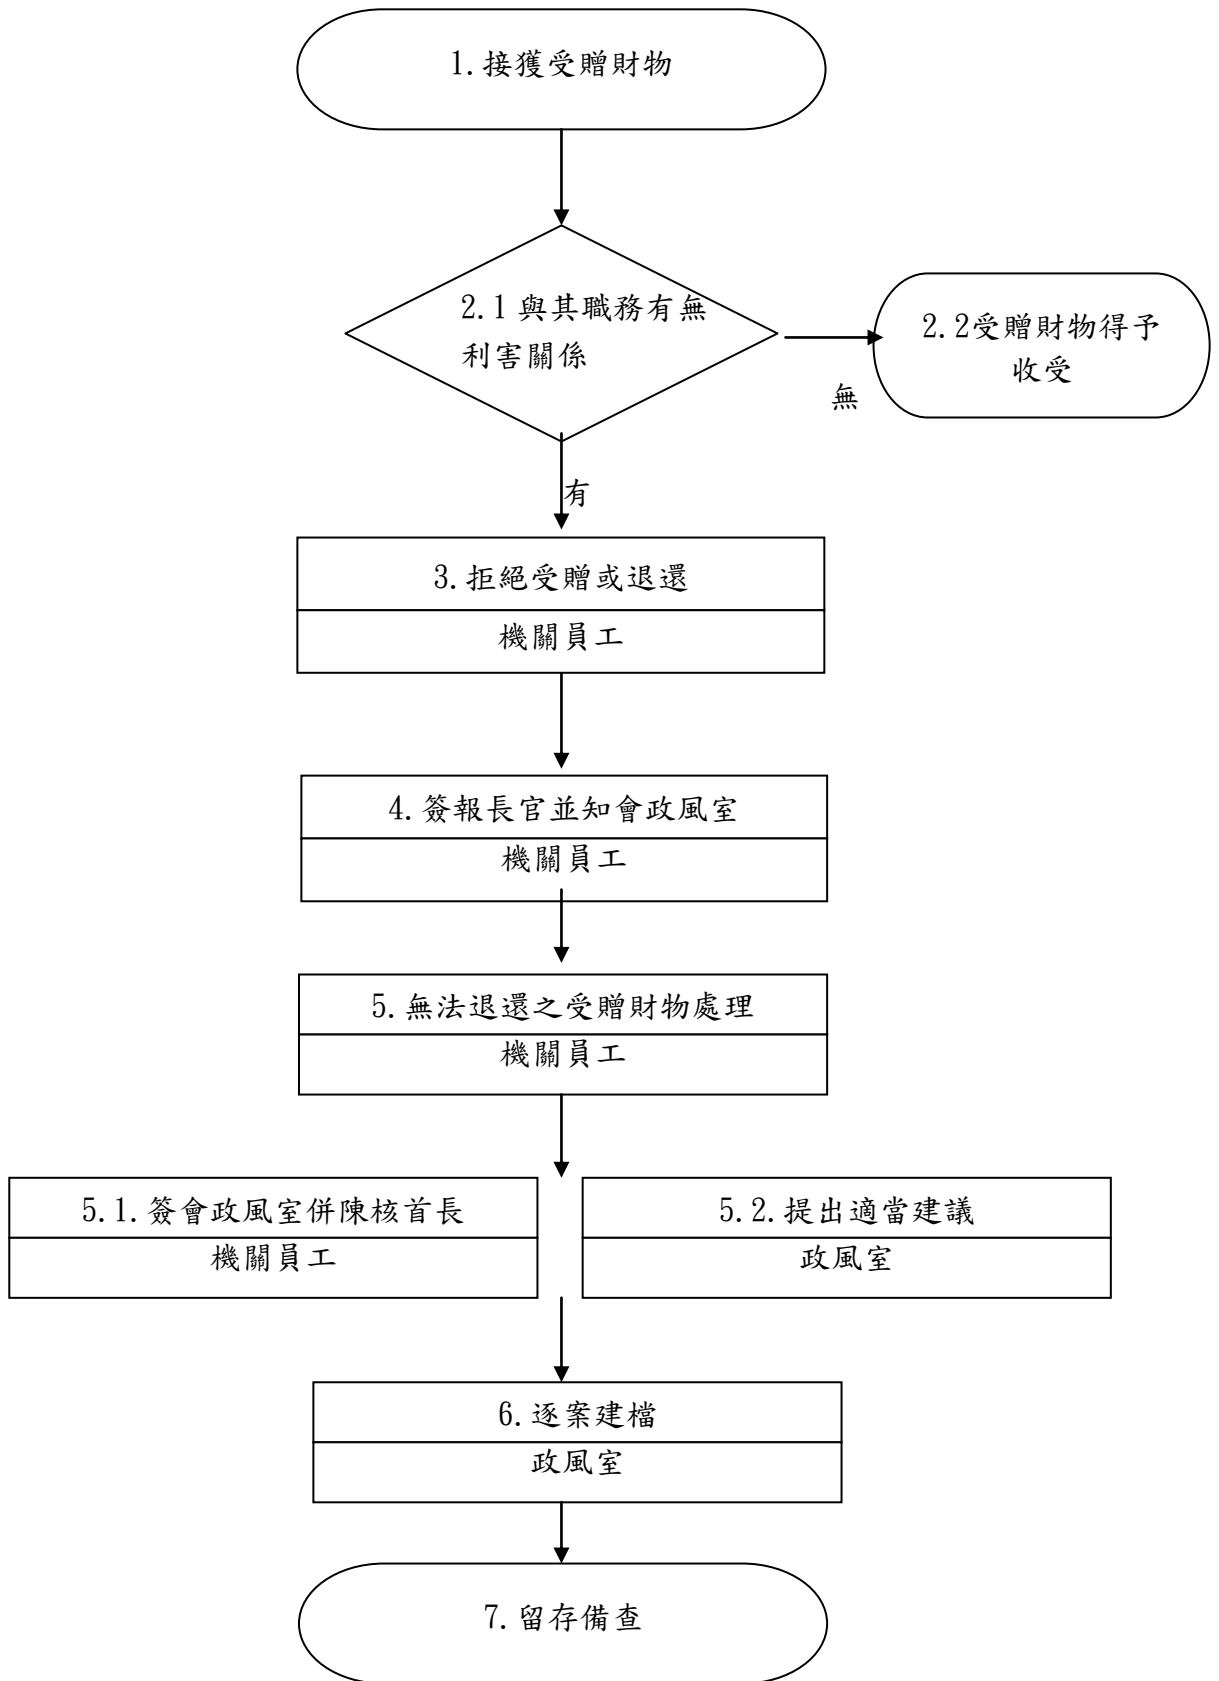 1.接獲受贈財物
2.1 與其職務有無
利害關係
2.2受贈財物得予
收受
無
有
3.拒絕受贈或退還
機關員工
4.簽報長官並知會政風室
機關員工
5.無法退還之受贈財物處理
機關員工
5.1.簽會政風室併陳核首長
機關員工
5.2.提出適當建議
政風室
6.逐案建檔
政風室
7.留存備查